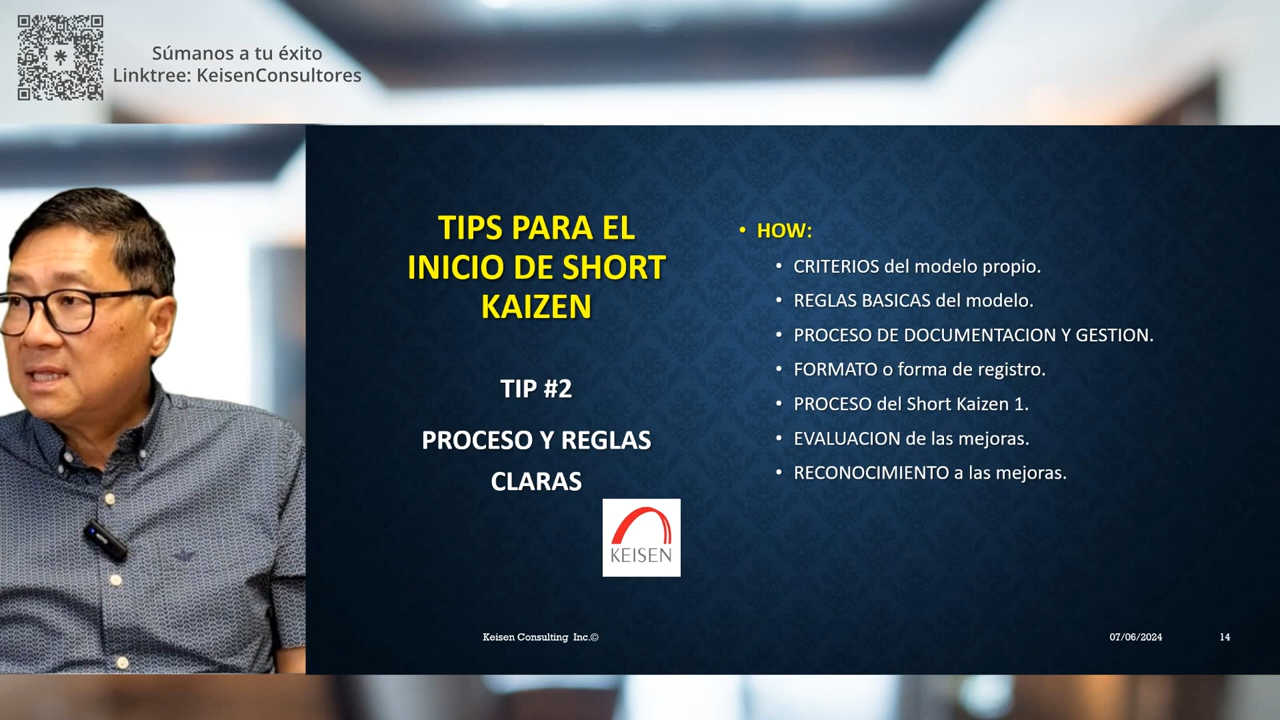 Súmanos a tu éxito
Linktree: KeisenConsultores
TIPS PARA EL
INICIO DE SHORT
KAIZEN
TIP #2
PROCESO Y REGLAS
CLARAS
KEISEN
• HOW:
• CRITERIOS del modelo propio.
• REGLAS BASICAS del modelo.
• PROCESO DE DOCUMENTACION Y GESTION.
• FORMATO o forma de registro.
• PROCESO del Short Kaizen 1.
• EVALUACION de las mejoras.
• RECONOCIMIENTO a las mejoras.
Keisen Consulting Inc.©
07/06/2024
14